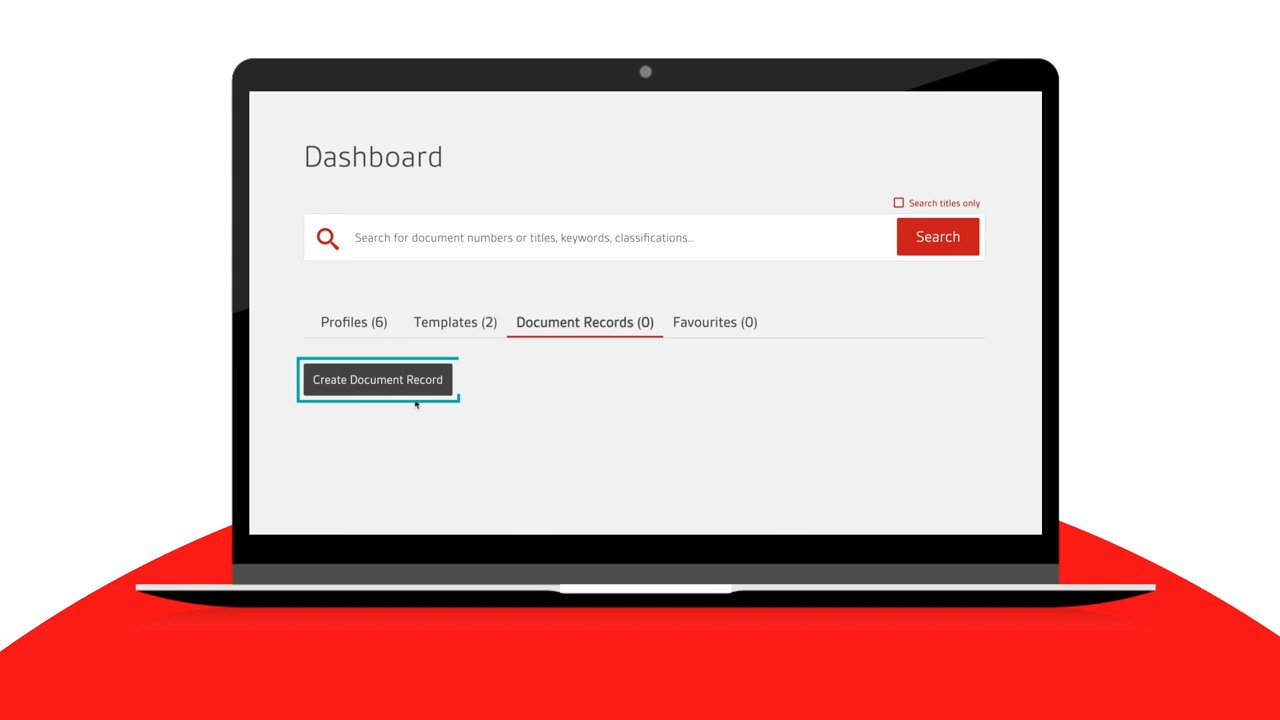 Dashboard
Search titles only
Search for document numbers or titles, keywords, classifications...
Search
Profiles (6) Templates (2) Document Records (0) Favourites (0)
Create Document Record